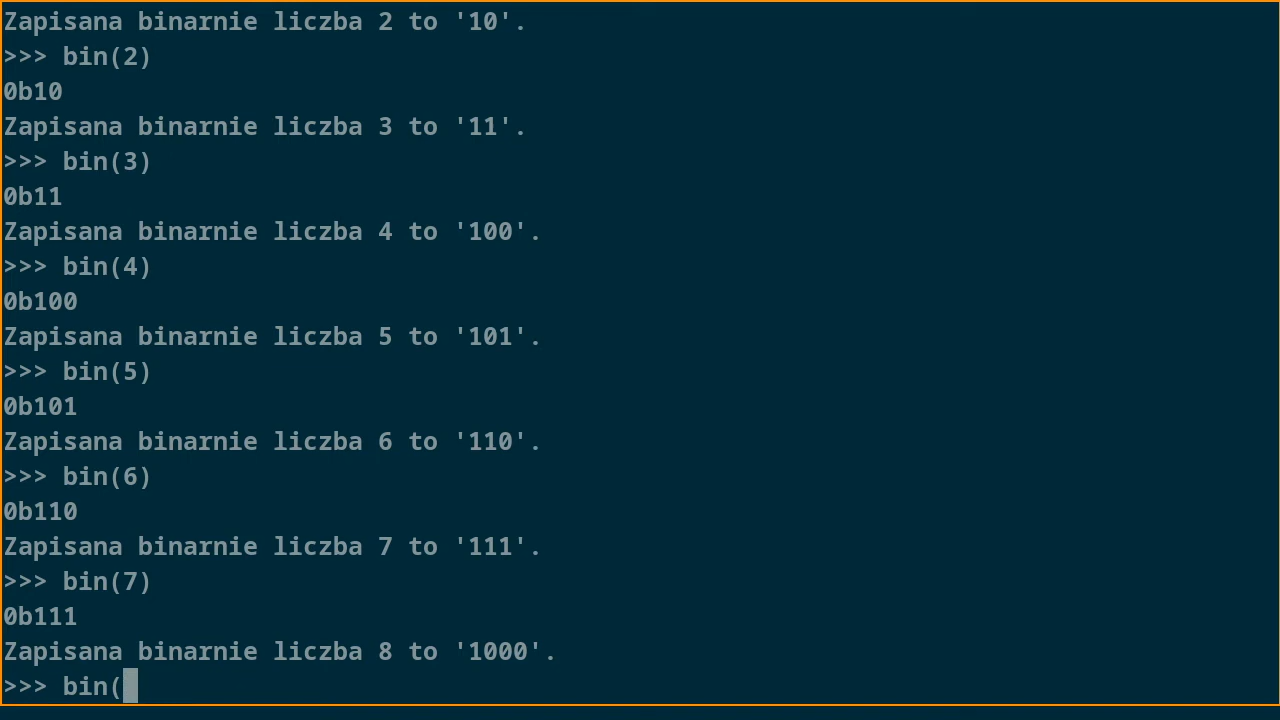 Zapisana binarnie liczba 2 to '10'.
>>> bin(2)
0b10
Zapisana binarnie liczba 3 to '11'.
>>> bin(3)
0b11
Zapisana binarnie liczba 4 to '100'.
>>> bin(4)
0b100
Zapisana binarnie liczba 5 to '101'.
>>> bin(5)
0b101
Zapisana binarnie liczba 6 to '110'.
>>> bin(6)
0b110
Zapisana binarnie liczba 7 to '111'.
>>> bin(7)
0b111
Zapisana binarnie liczba 8 to '1000'.
>>> bin(